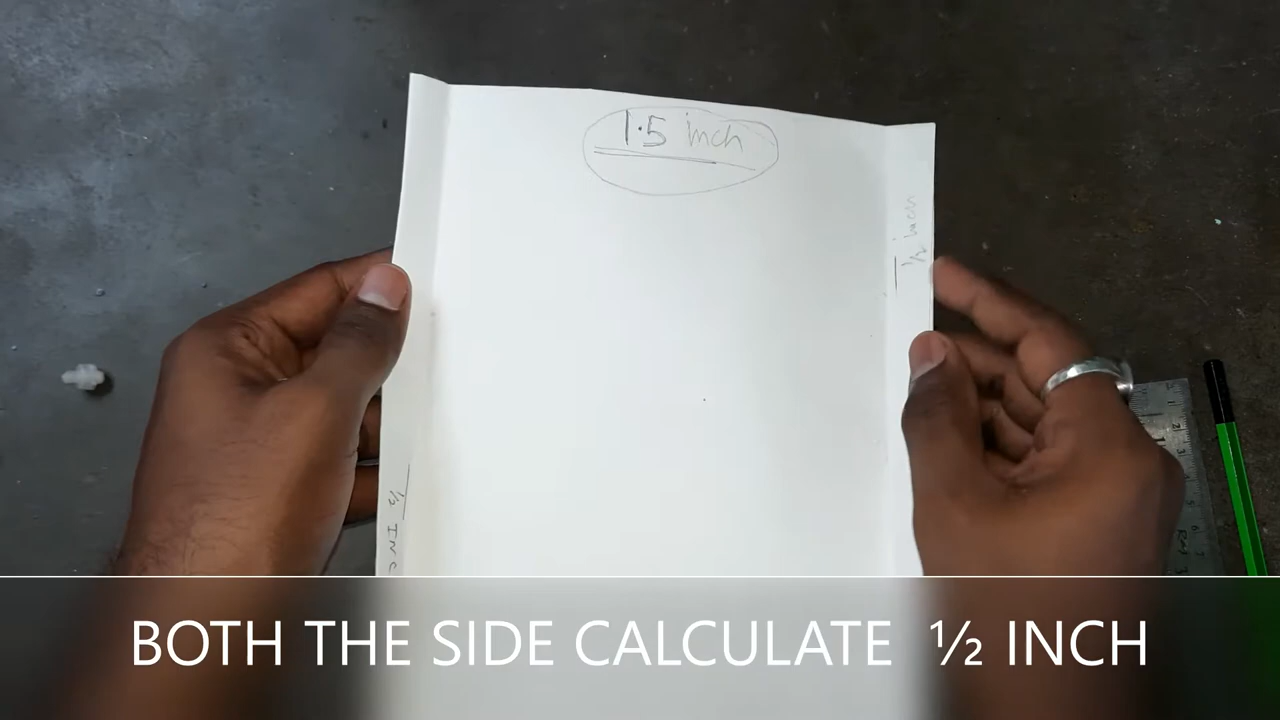 1.5 inch
1/2 inch
1/2 INC
BOTH THE SIDE CALCULATE ½ INCH